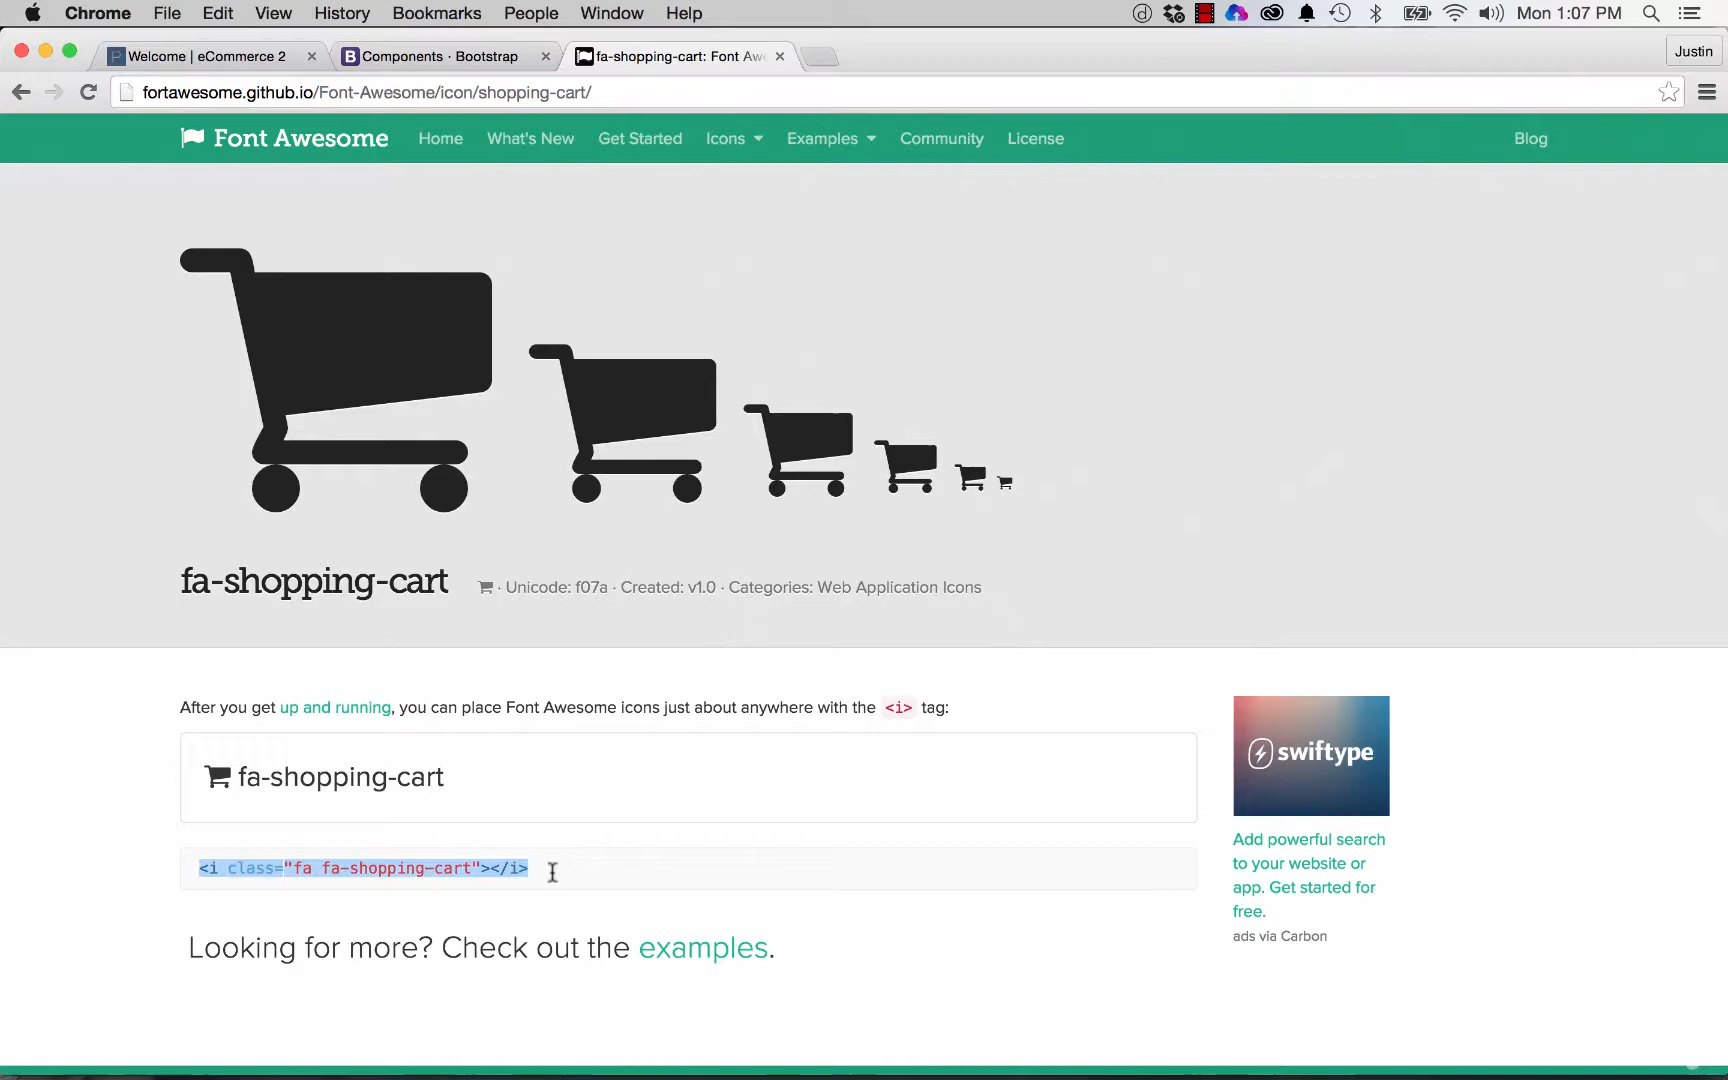 Chrome File Edit View History Bookmarks People Window Help Mon 1:07 PM
Welcome | eCommerce 2 Components · Bootstrap fa-shopping-cart: Font Aw Justin
fortawesome.github.io/Font-Awesome/icon/shopping-cart/
Font Awesome Home What's New Get Started Icons Examples Community License Blog
fa-shopping-cart · Unicode: f07a · Created: v1.0 · Categories: Web Application Icons
After you get up and running, you can place Font Awesome icons just about anywhere with the <i> tag:
fa-shopping-cart
<i class="fa fa-shopping-cart"></i>
Looking for more? Check out the examples.
swiftype
Add powerful search
to your website or
app. Get started for
free.
ads via Carbon